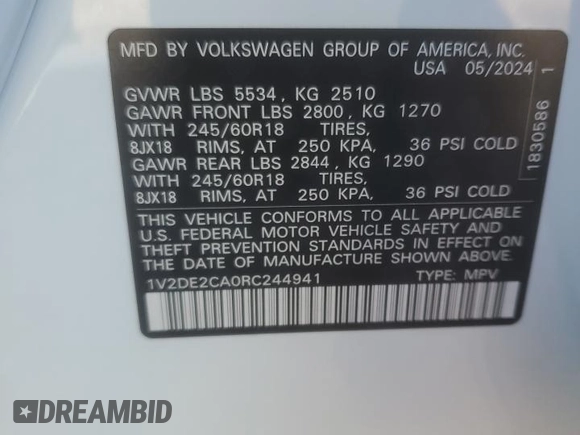 MFD BY VOLKSWAGEN GROUP OF AMERICA, INC.
USA 05/2024
GVWR LBS 5534, KG 2510
GAWR FRONT LBS 2800, KG 1270
WITH 245/60R18 TIRES,
8JX18 RIMS, AT 250 KPA, 36 PSI COLD
GAWR REAR LBS 2844, KG 1290
WITH 245/60R18 TIRES,
8JX18 RIMS, AT 250 KPA, 36 PSI COLD
THIS VEHICLE CONFORMS TO ALL APPLICABLE
U.S. FEDERAL MOTOR VEHICLE SAFETY AND
THEFT PREVENTION STANDARDS IN EFFECT ON
THE DATE OF MANUFACTURE SHOWN ABOVE.
1V2DE2CA0RC244941 TYPE: MPV
1830586 1
DREAMBID